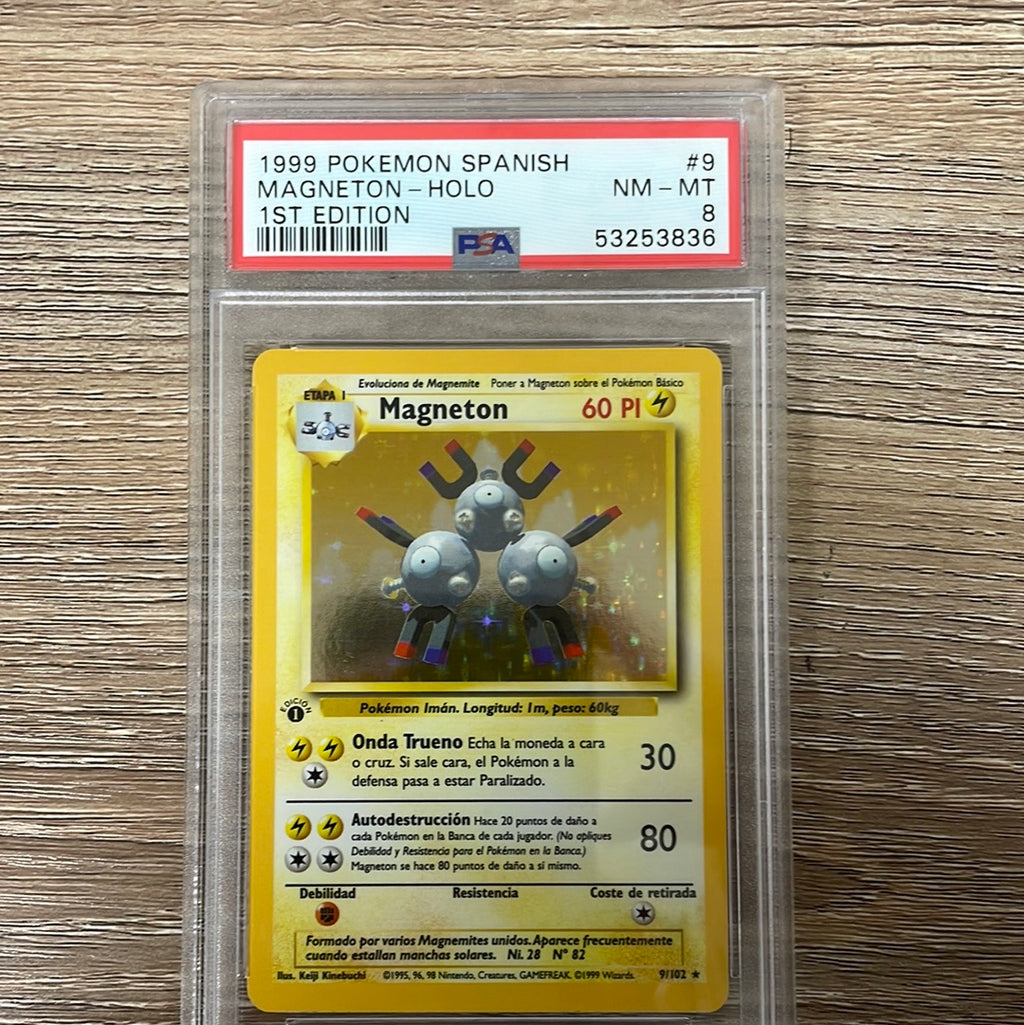 1999 POKEMON SPANISH #9
MAGNETON - HOLO NM - MT
1ST EDITION 8
PSA 53253836
Evoluciona de Magnemite Poner a Magneton sobre el Pokémon Básico
ETAPA 1
Magneton 60 PI
EDICION
1
Pokémon Imán. Longitud: 1m, peso: 60kg
Onda Trueno Echa la moneda a cara
o cruz. Si sale cara, el Pokémon a la
defensa pasa a estar Paralizado.
30
Autodestrucción Hace 20 puntos de daño a
cada Pokémon en la Banca de cada jugador. (No apliques
Debilidad y Resistencia para el Pokémon en la Banca.)
Magneton se hace 80 puntos de daño a sí mismo.
80
Debilidad Resistencia Coste de retirada
Formado por varios Magnemites unidos. Aparece frecuentemente
cuando estallan manchas solares. Ni. 28 N° 82
Ilus. Keiji Kinebuchi ©1995, 96, 98 Nintendo, Creatures, GAMEFREAK. ©1999 Wizards. 9/102 ★